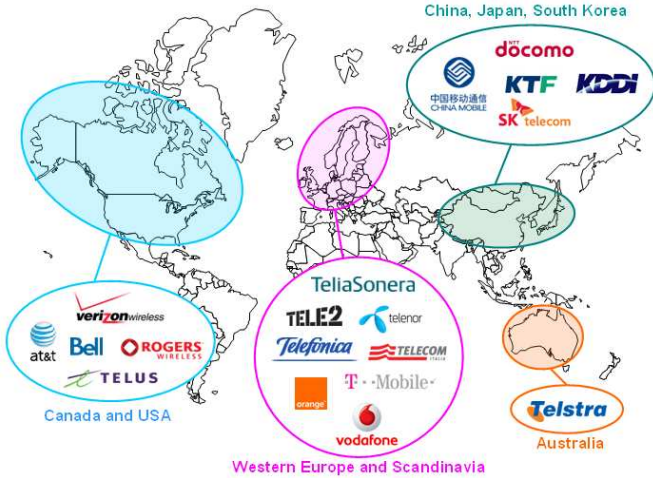 China, Japan, South Korea
NTT
döcomo
中国移动通信
CHINA MOBILE
KTF
KDDI
SK telecom
TeliaSonera
TELE2
telenor
Telefónica
TELECOM
ITALIA
orange
T··Mobile·
vodafone
verizonwireless
at&t
Bell
ROGERS
WIRELESS
TELUS
Canada and USA
Telstra
Australia
Western Europe and Scandinavia